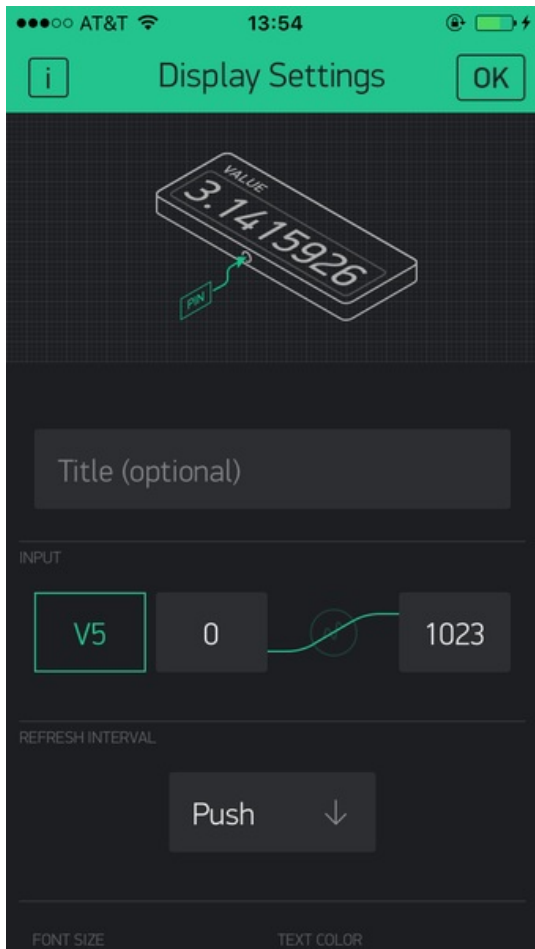 AT&T 13:54
i Display Settings OK
VALUE
3.1415926
PIN
Title (optional)
INPUT
V5 0 1023
REFRESH INTERVAL
Push
FONT SIZE TEXT COLOR